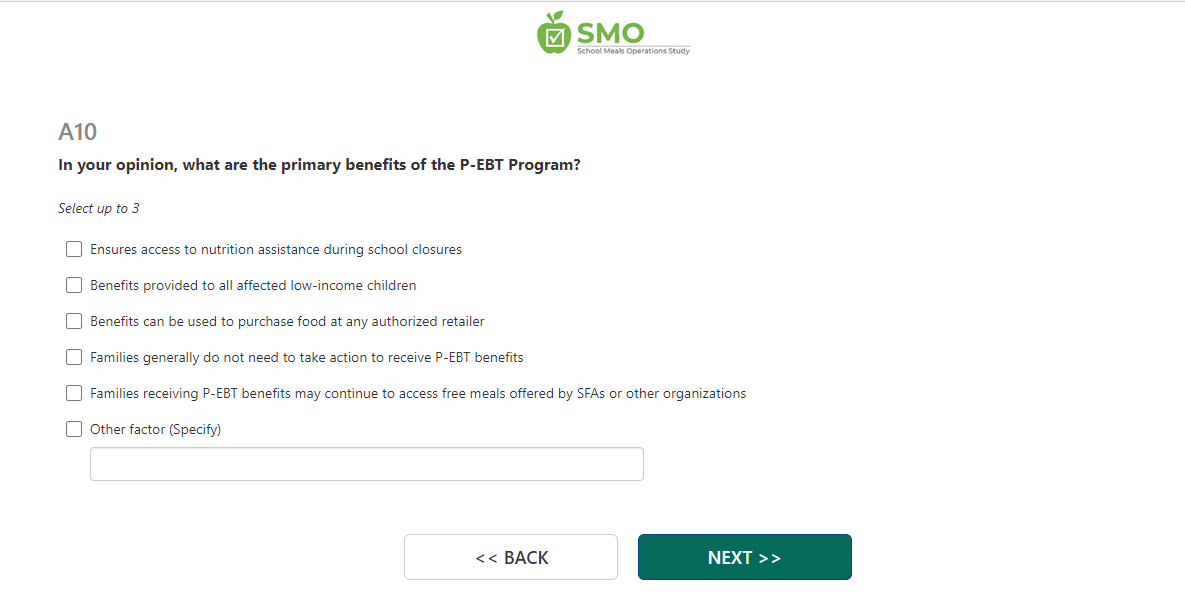 SMO
School Meals Operations Study
A10
In your opinion, what are the primary benefits of the P-EBT Program?
Select up to 3
Ensures access to nutrition assistance during school closures
Benefits provided to all affected low-income children
Benefits can be used to purchase food at any authorized retailer
Families generally do not need to take action to receive P-EBT benefits
Families receiving P-EBT benefits may continue to access free meals offered by SFAs or other organizations
Other factor (Specify)
<< BACK
NEXT >>